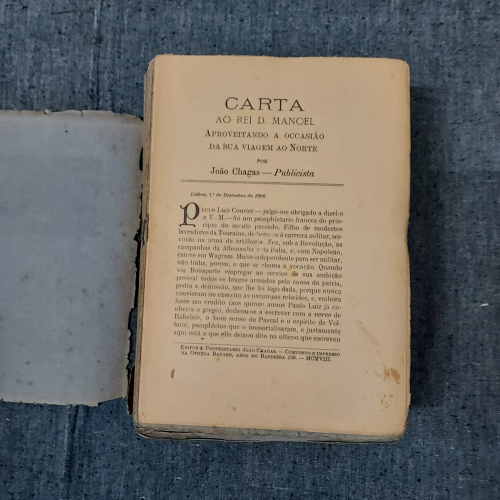 CARTA
AO REI D. MANOEL
APROVEITANDO A OCCASIÃO
DA SUA VIAGEM AO NORTE
POR
João Chagas — Publicista
Lisboa, 1.º de Dezembro de 1908.
PAULO Luiz Courier — julgo-me obrigado a dizel-o
a V. M. — foi um pamphletario francez do prin-
cipio do seculo passado. Filho de modestos
lavradores da Touraine, á carreira militar, ser-
vindo na arma de artilheria. Fez, sob a Revolução, as
campanhas da Allemanha e da Italia, e, com Napoleão,
esteve em Wagram. Muito independente para ser militar,
não tinha, porém, o que se chama a vocação. Quando
viu Bonaparte empregar ao serviço da sua ambição
pessoal todos os braços armados pela causa da patria,
pediu a demissão, que lhe foi logo dada, porque nunca
conviera ao exercito as naturezas rebeldes, e, embora
fosse um erudito (aos quinze annos Paulo Luiz já co-
nhecia o grego), dedicou-se a escrever com a verve de
Rabelais, o bom senso de Pascal e o espirito de Vol-
taire, pamphletos que o immortalisaram, e justamente
aqui está o que elle deixou dito no ultimo que escreveu
EDITOR & PROPRIETARIO JOÃO CHAGAS. — COMPOSTO E IMPRESSO
NA OFFICINA BAYARD, ARCO DO BANDEIRA 108. — MCMVIII.